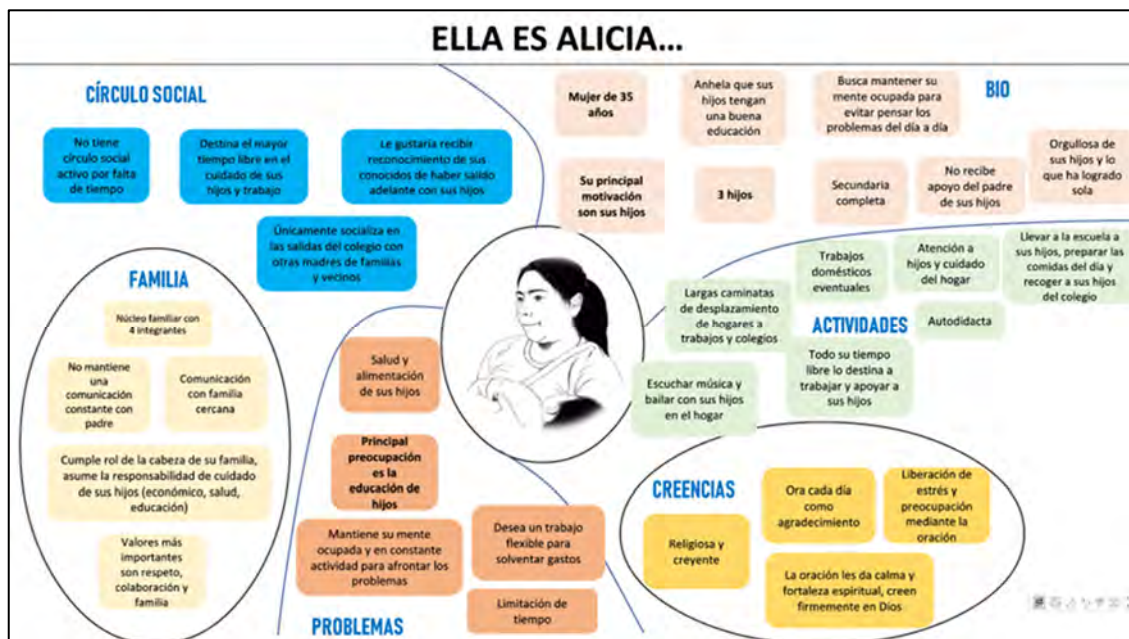 ELLA ES ALICIA...
CÍRCULO SOCIAL
No tiene
círculo social
activo por falta
de tiempo
Destina el mayor
tiempo libre en el
cuidado de sus
hijos y trabajo
Le gustaría recibir
reconocimiento de sus
conocidos de haber salido
adelante con sus hijos
Únicamente socializa en
las salidas del colegio con
otras madres de familias
y vecinos
BIO
Mujer de 35
años
Anhela que sus
hijos tengan
una buena
educación
Busca mantener su
mente ocupada para
evitar pensar los
problemas del día a día
Su principal
motivación
son sus hijos
3 hijos
Secundaria
completa
No recibe
apoyo del padre
de sus hijos
Orgullosa de
sus hijos y lo
que ha logrado
sola
FAMILIA
Núcleo familiar con
4 integrantes
No mantiene
una
comunicación
constante con
padre
Comunicación
con familia
cercana
Cumple rol de la cabeza de su familia,
asume la responsabilidad de cuidado
de sus hijos (económico, salud,
educación)
Valores más
importantes
son respeto,
colaboración y
familia
ACTIVIDADES
Largas caminatas
de desplazamiento
de hogares a
trabajos y colegios
Trabajos
domésticos
eventuales
Atención a
hijos y cuidado
del hogar
Llevar a la escuela a
sus hijos, preparar las
comidas del día y
recoger a sus hijos
del colegio
Autodidacta
Escuchar música y
bailar con sus hijos
en el hogar
Todo su tiempo
libre lo destina a
trabajar y apoyar a
sus hijos
Salud y
alimentación
de sus hijos
Principal
preocupación
es la
educación de
hijos
Mantiene su mente
ocupada y en constante
actividad para afrontar los
problemas
Desea un trabajo
flexible para
solventar gastos
Limitación de
tiempo
PROBLEMAS
CREENCIAS
Ora cada día
como
agradecimiento
Liberación de
estrés y
preocupación
mediante la
oración
Religiosa y
creyente
La oración les da calma y
fortaleza espiritual, creen
firmemente en Dios